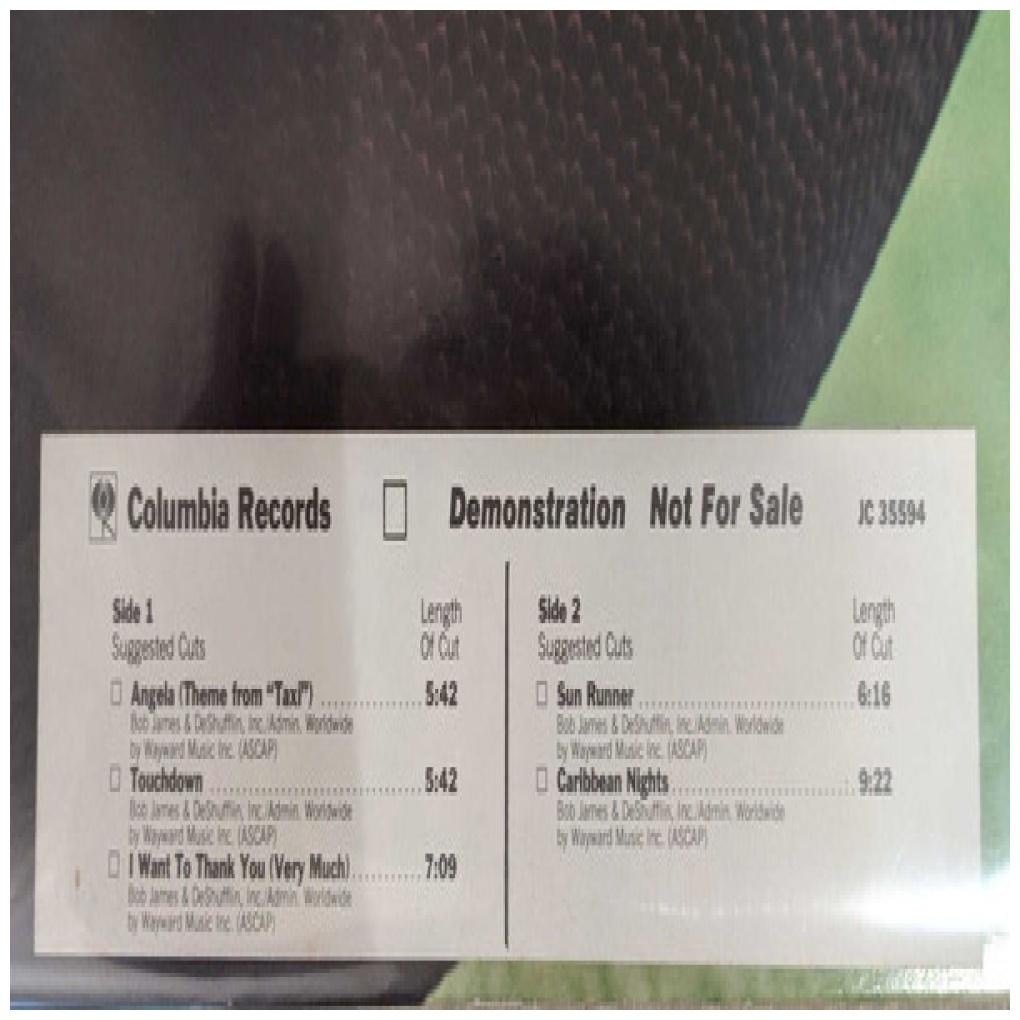 Columbia Records Demonstration Not For Sale JC 35594
Side 1 Length
Suggested Cuts Of Cut
Angela (Theme from "Taxi") .............. 5:42
Bob James & DeShufflin, Inc./Admin. Worldwide
by Wayward Music Inc. (ASCAP)
Touchdown .............................. 5:42
Bob James & DeShufflin, Inc./Admin. Worldwide
by Wayward Music Inc. (ASCAP)
I Want To Thank You (Very Much) .......... 7:09
Bob James & DeShufflin, Inc./Admin. Worldwide
by Wayward Music Inc. (ASCAP)
Side 2 Length
Suggested Cuts Of Cut
Sun Runner .............................. 6:16
Bob James & DeShufflin, Inc./Admin. Worldwide
by Wayward Music Inc. (ASCAP)
Caribbean Nights ......................... 9:22
Bob James & DeShufflin, Inc./Admin. Worldwide
by Wayward Music Inc. (ASCAP)